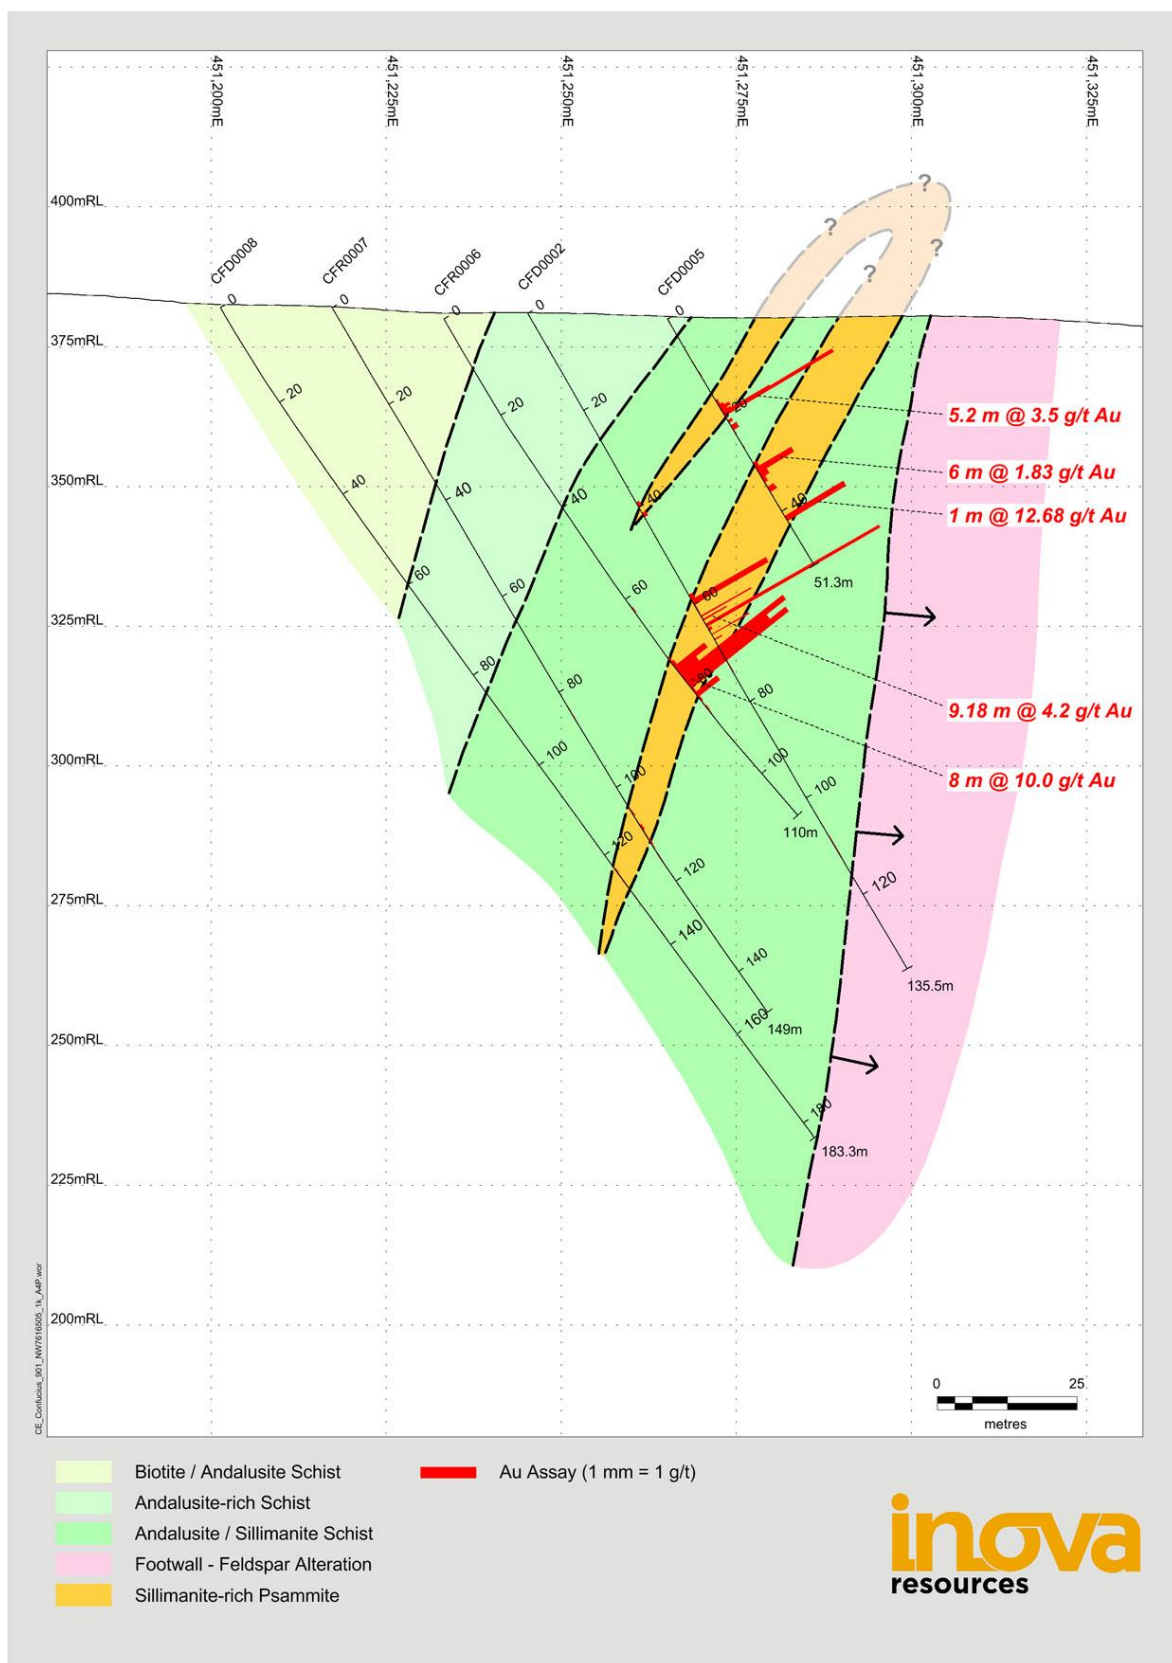 451,200mE
451,225mE
451,250mE
451,275mE
451,300mE
451,325mE
400mRL
375mRL
350mRL
325mRL
300mRL
275mRL
250mRL
225mRL
200mRL
CFD0008
CFR0007
CFR0006
CFD0002
CFD0005
?
?
?
?
0
20
40
60
80
100
120
140
160
180
183.3m
0
20
40
60
80
100
120
140
149m
0
20
40
60
80
100
110m
0
20
40
60
80
100
120
135.5m
0
20
40
51.3m
5.2 m @ 3.5 g/t Au
6 m @ 1.83 g/t Au
1 m @ 12.68 g/t Au
9.18 m @ 4.2 g/t Au
8 m @ 10.0 g/t Au
0 25
metres
CE_Confucius_901_NW7616505_1k_A4P.wor
Biotite / Andalusite Schist
Andalusite-rich Schist
Andalusite / Sillimanite Schist
Footwall - Feldspar Alteration
Sillimanite-rich Psammite
Au Assay (1 mm = 1 g/t)
inova
resources